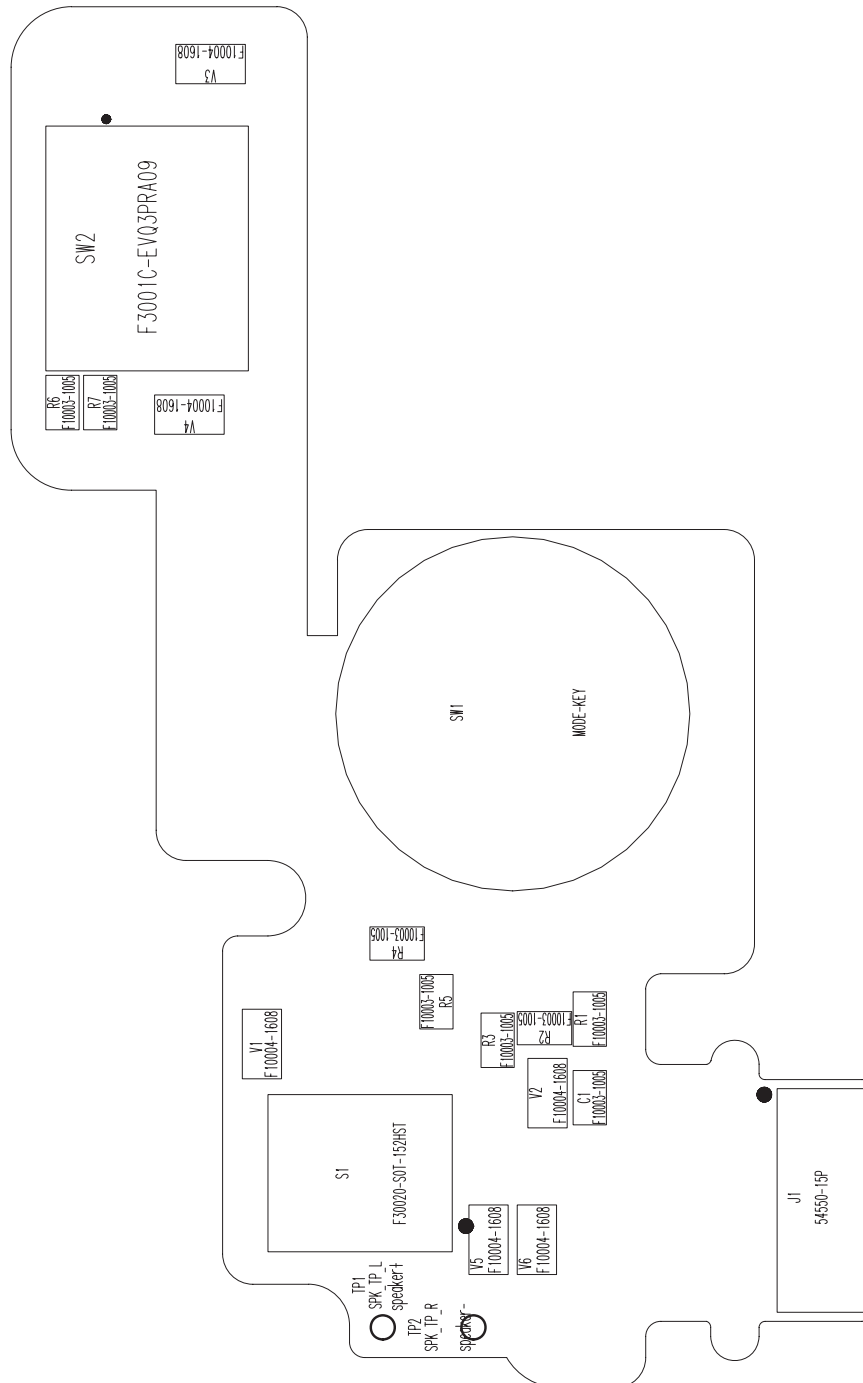 V3
F10004-1608
SW2
F3001C-EVQ3PRA09
R6
F10003-1005
R7
F10003-1005
V4
F10004-1608
SW1
MODE-KEY
R4
F10003-1005
F10003-1005
R5
V1
F10004-1608
R3
F10003-1005
R2
F10003-1005
R1
F10003-1005
V2
F10004-1608
C1
F10003-1005
S1
F30020-SOT-152HST
J1
54550-15P
V5
F10004-1608
V6
F10004-1608
TP1
SPK_TP_L
speaker+
TP2
SPK_TP_R
speaker-